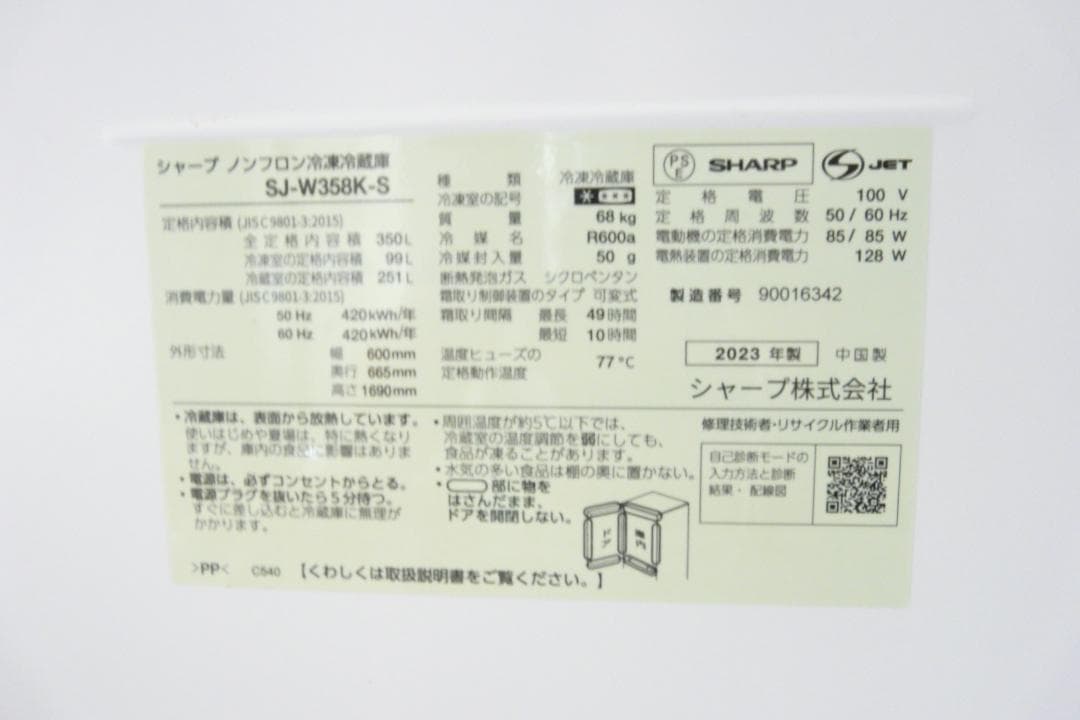 シャープ ノンフロン冷凍冷蔵庫
SJ-W358K-S
定格内容積 (JIS C 9801-3:2015)
全定格内容積 350L
冷凍室の定格内容積 99L
冷蔵室の定格内容積 251L
消費電力量 (JIS C 9801-3:2015)
50 Hz 420kWh/年
60 Hz 420kWh/年
外形寸法 幅 600mm
奥行 665mm
高さ 1690mm
種類 冷凍冷蔵庫
冷凍室の記号
質量 68 kg
冷媒名 R600a
冷媒封入量 50 g
断熱発泡ガス シクロペンタン
霜取り制御装置のタイプ 可変式
霜取り間隔 最長 49時間
最短 10時間
温度ヒューズの
定格動作温度 77℃
PS
E
SHARP
JET
定格電圧 100 V
定格周波数 50/ 60 Hz
電動機の定格消費電力 85/ 85 W
電熱装置の定格消費電力 128 W
製造番号 90016342
2023 年製 中国製
シャープ株式会社
・冷蔵庫は、表面から放熱しています。
使いはじめや夏場は、特に熱くなり
ますが、庫内の食品に影響はありま
せん。
・電源は、必ずコンセントからとる。
・電源プラグを抜いたら5分待つ。
すぐに差し込むと冷蔵庫に無理が
かかります。
・周囲温度が約5℃以下では、
冷蔵室の温度調節を弱にしても、
食品が凍ることがあります。
・水気の多い食品は棚の奥に置かない。
・部に物を
はさんだまま、
ドアを開閉しない。
ドア
庫内
修理技術者・リサイクル作業者用
自己診断モードの
入力方法と診断
結果・配線図
>PP< C540 【くわしくは取扱説明書をご覧ください。】